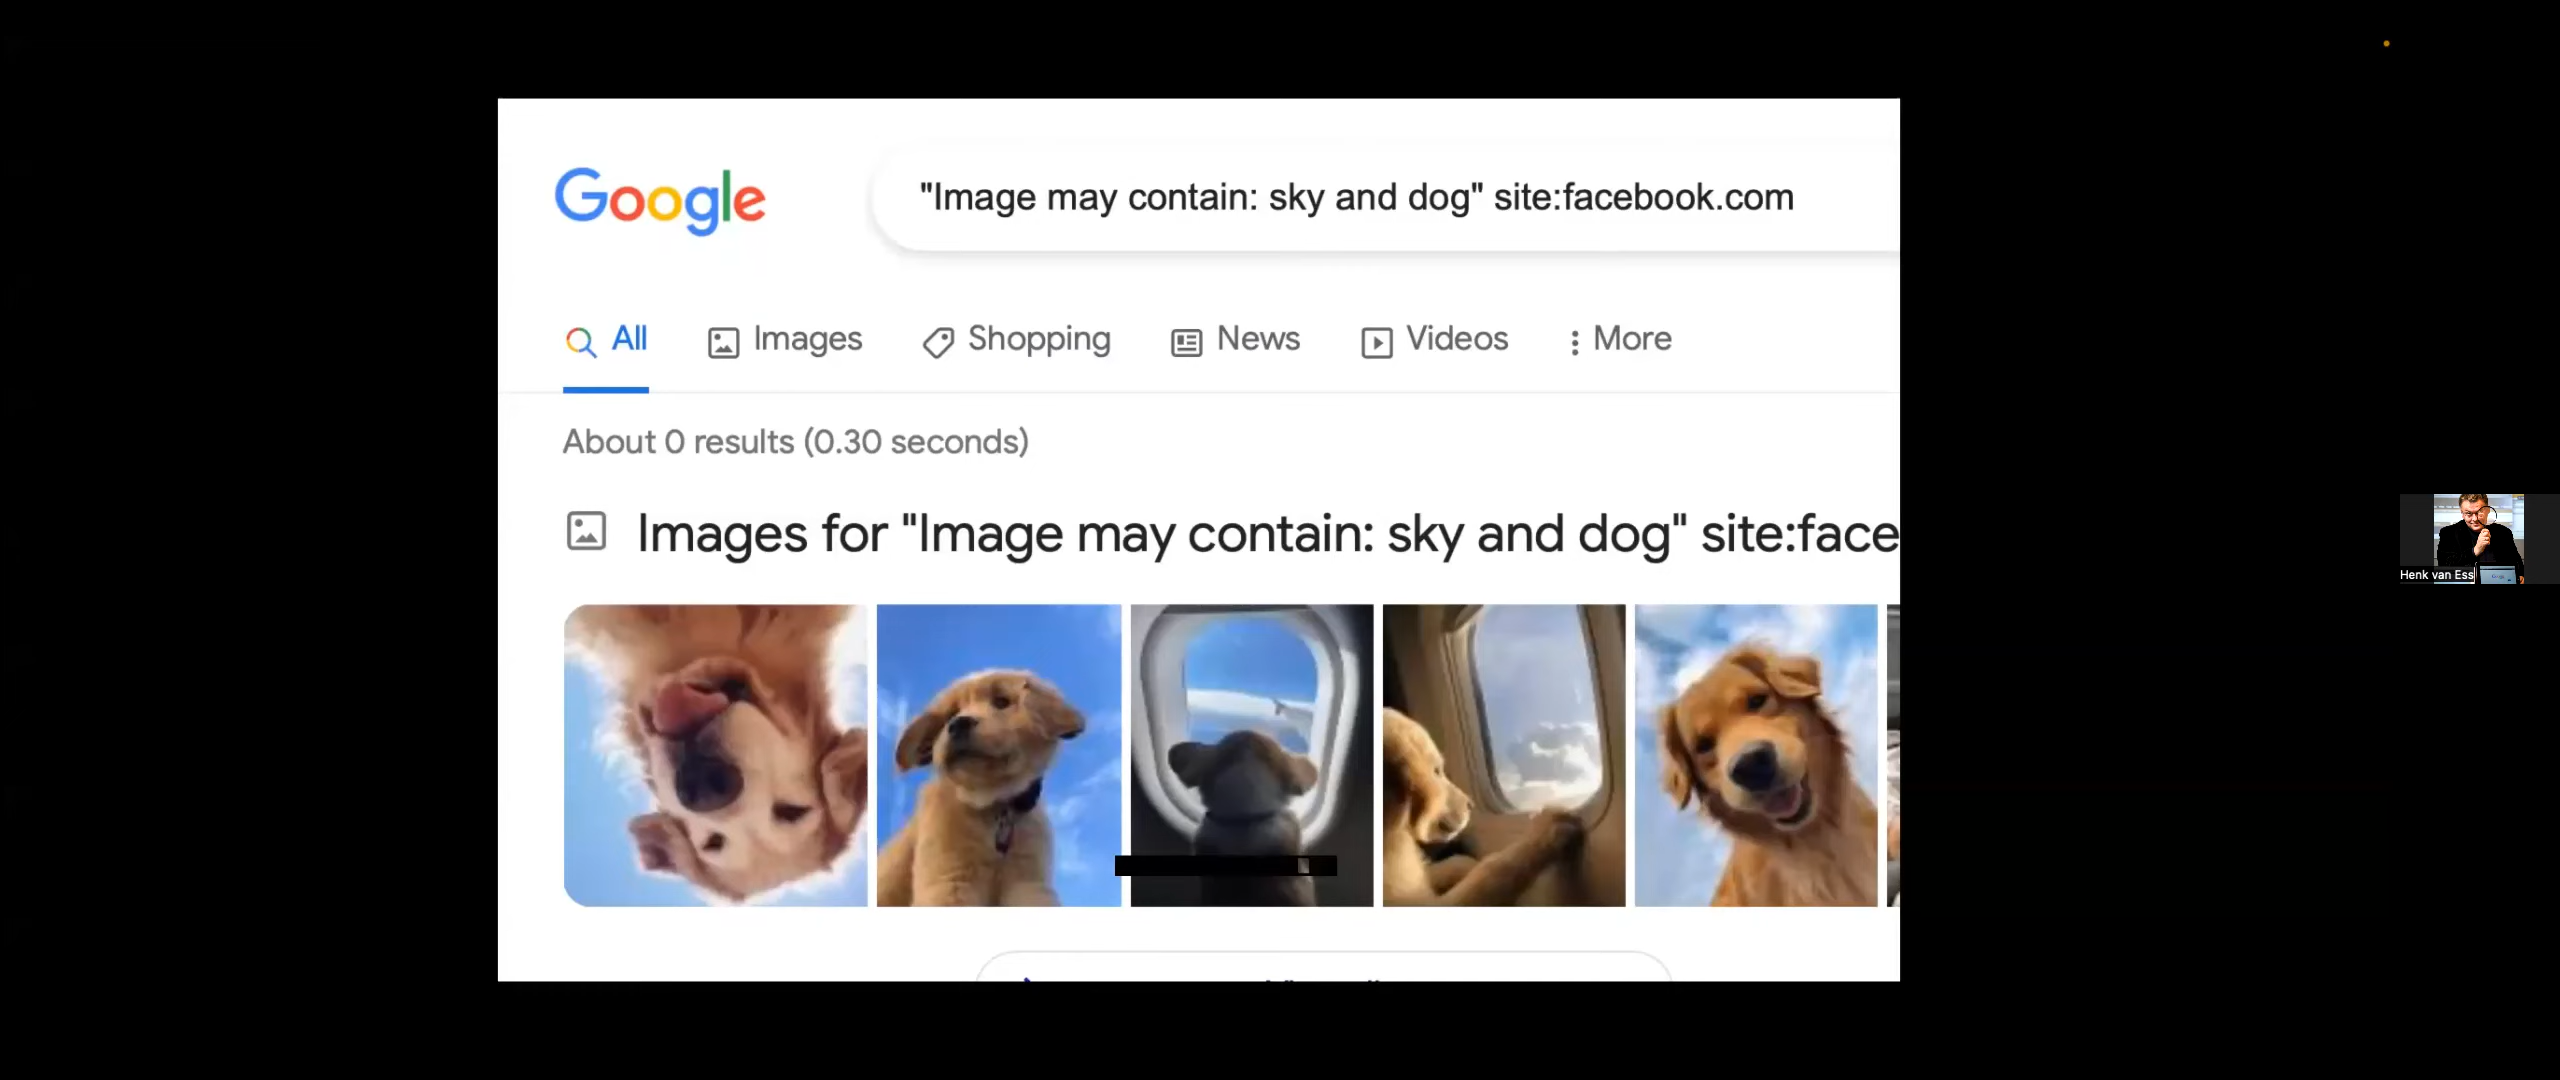 Google
"Image may contain: sky and dog" site:facebook.com
All Images Shopping News Videos More
About 0 results (0.30 seconds)
Images for "Image may contain: sky and dog" site:face
Henk van Ess